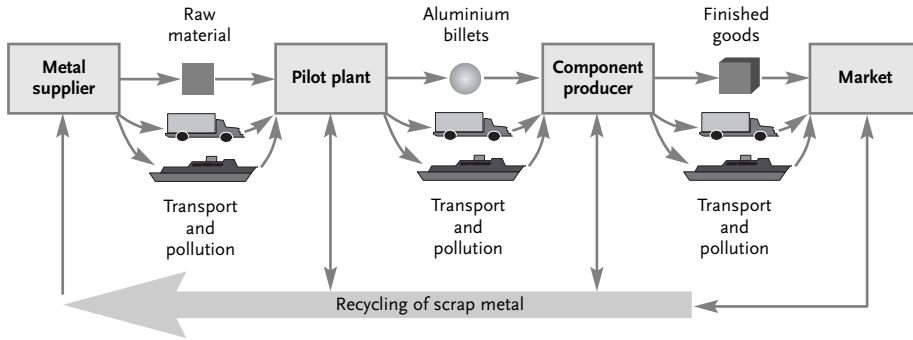 Raw
material
Aluminium
billets
Finished
goods
Metal
supplier
Pilot plant
Component
producer
Market
Transport
and
pollution
Transport
and
pollution
Transport
and
pollution
Recycling of scrap metal